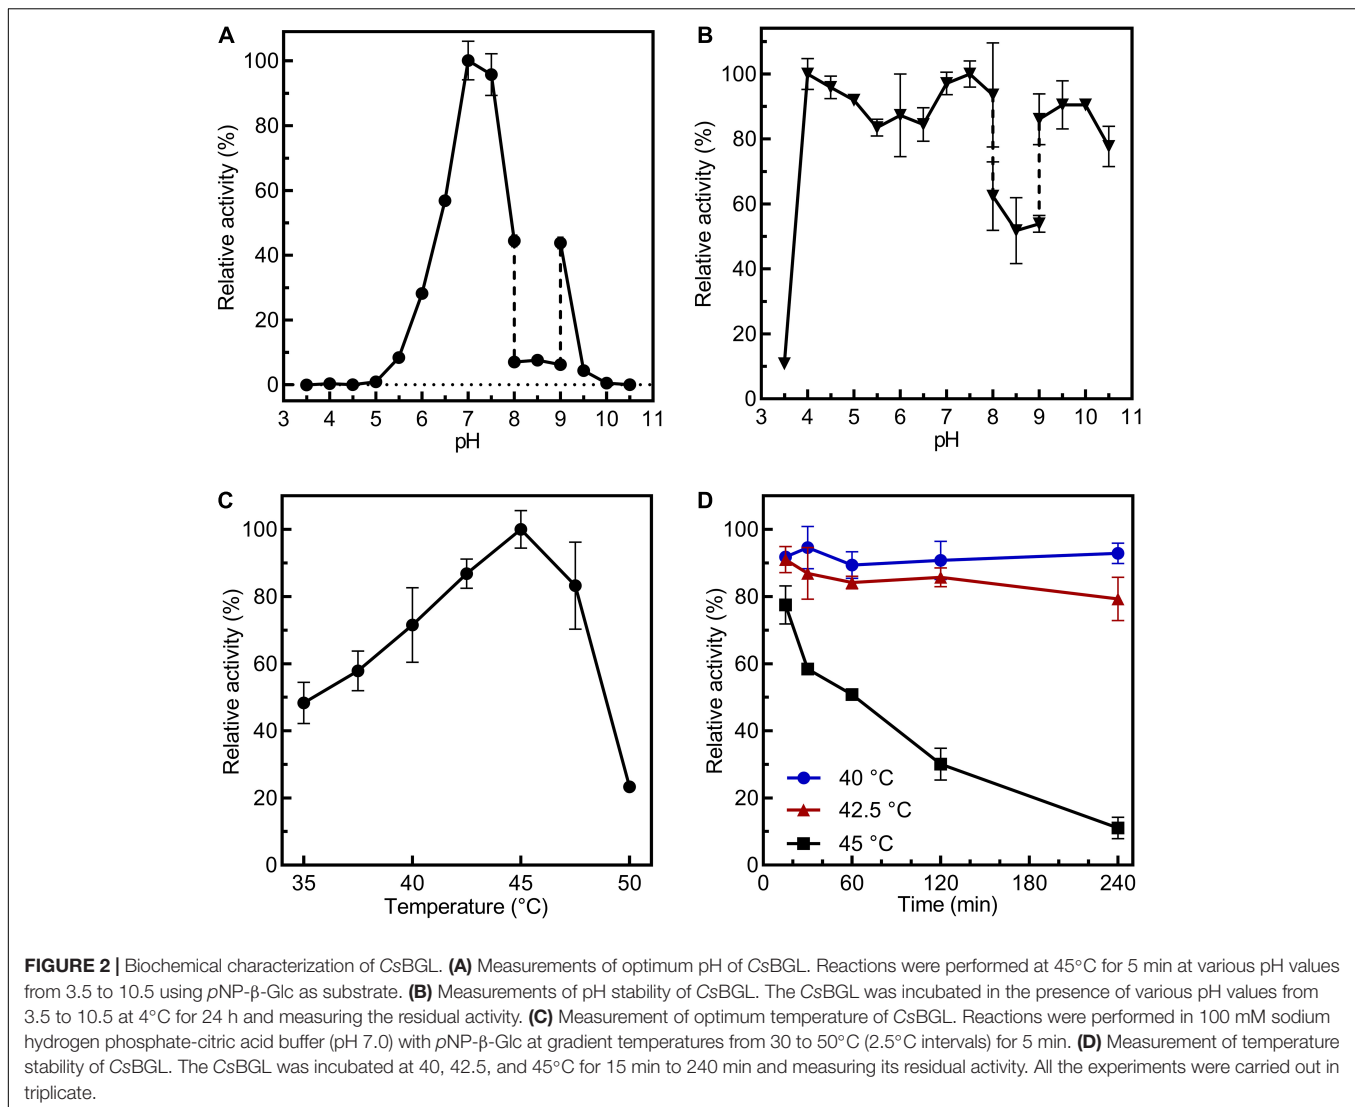 A
100
80
60
40
20
0
Relative activity (%)
3 4 5 6 7 8 9 10 11
pH
B
100
80
60
40
20
0
Relative activity (%)
3 4 5 6 7 8 9 10 11
pH
C
100
80
60
40
20
0
Relative activity (%)
35 40 45 50
Temperature (°C)
D
100
80
60
40
20
0
Relative activity (%)
40 °C
42.5 °C
45 °C
0 60 120 180 240
Time (min)
FIGURE 2 | Biochemical characterization of CsBGL. (A) Measurements of optimum pH of CsBGL. Reactions were performed at 45°C for 5 min at various pH values
from 3.5 to 10.5 using pNP-β-Glc as substrate. (B) Measurements of pH stability of CsBGL. The CsBGL was incubated in the presence of various pH values from
3.5 to 10.5 at 4°C for 24 h and measuring the residual activity. (C) Measurement of optimum temperature of CsBGL. Reactions were performed in 100 mM sodium
hydrogen phosphate-citric acid buffer (pH 7.0) with pNP-β-Glc at gradient temperatures from 30 to 50°C (2.5°C intervals) for 5 min. (D) Measurement of temperature
stability of CsBGL. The CsBGL was incubated at 40, 42.5, and 45°C for 15 min to 240 min and measuring its residual activity. All the experiments were carried out in
triplicate.